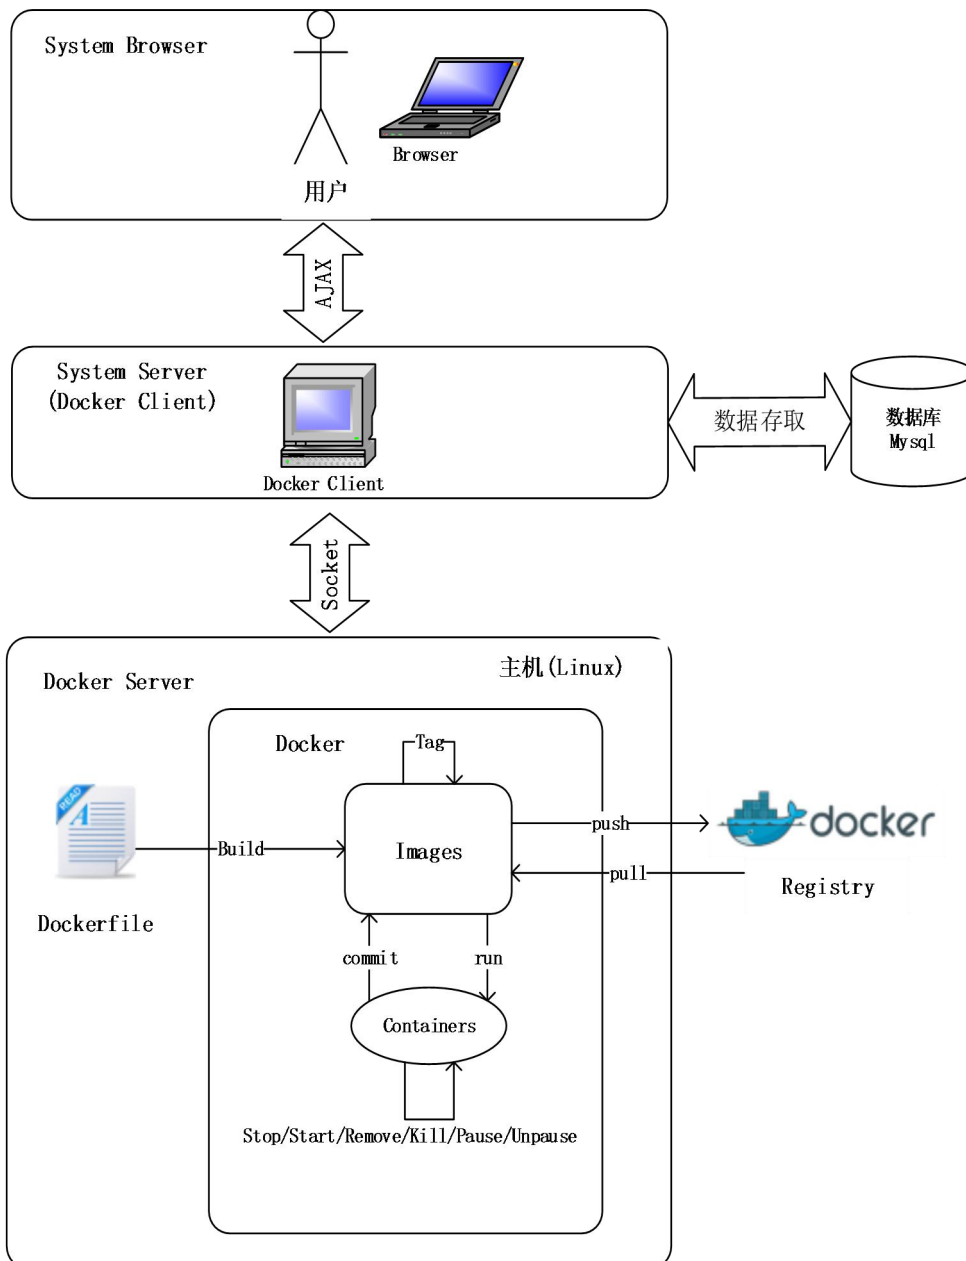 System Browser
Browser
用户
AJAX
System Server
(Docker Client)
Docker Client
数据存取
数据库
Mysql
Socket
主机(Linux)
Docker Server
Docker
Tag
READ
A
push
docker
Build
Images
pull
Registry
Dockerfile
commit
run
Containers
Stop/Start/Remove/Kill/Pause/Unpause